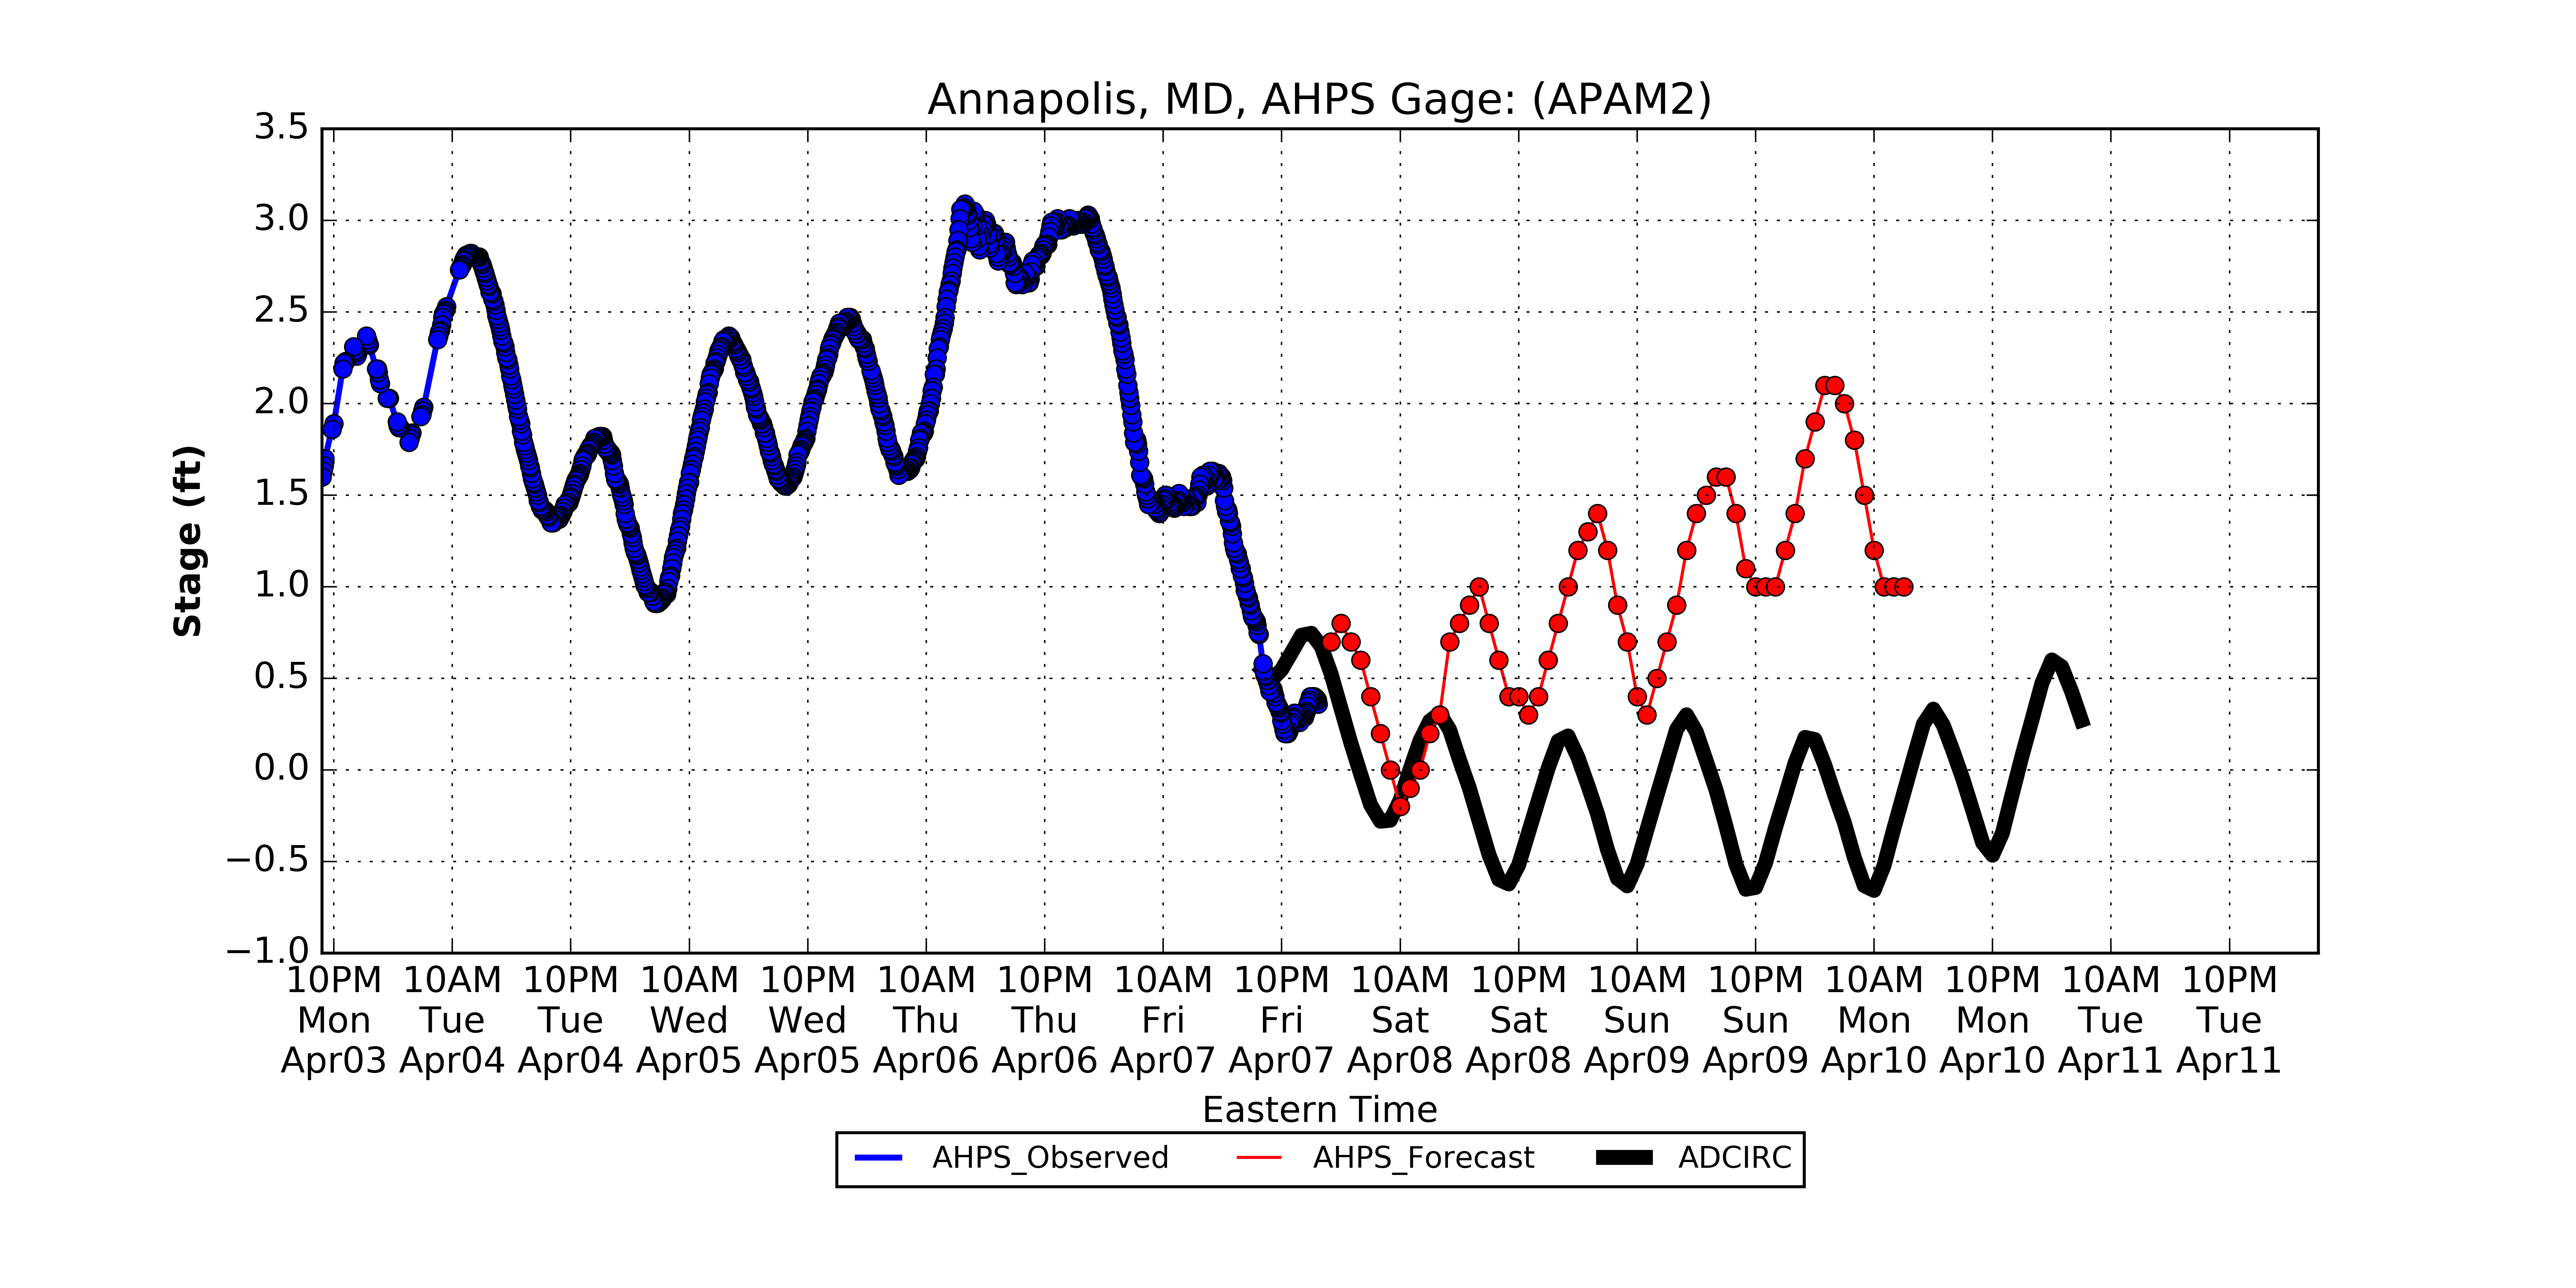 Annapolis, MD, AHPS Gage: (APAM2)
3.5
3.0
2.5
2.0
1.5
1.0
0.5
0.0
−0.5
−1.0
Stage (ft)
10PM 10AM 10PM 10AM 10PM 10AM 10PM 10AM 10PM 10AM 10PM 10AM 10PM 10AM 10PM 10AM 10PM
Mon Tue Tue Wed Wed Thu Thu Fri Fri Sat Sat Sun Sun Mon Mon Tue Tue
Apr03 Apr04 Apr04 Apr05 Apr05 Apr06 Apr06 Apr07 Apr07 Apr08 Apr08 Apr09 Apr09 Apr10 Apr10 Apr11 Apr11
Eastern Time
AHPS_Observed AHPS_Forecast ADCIRC